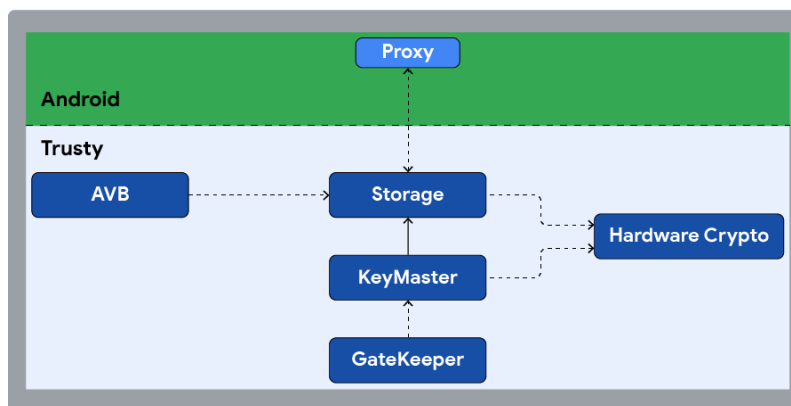 Proxy
Android
Trusty
AVB
Storage
Hardware Crypto
KeyMaster
GateKeeper